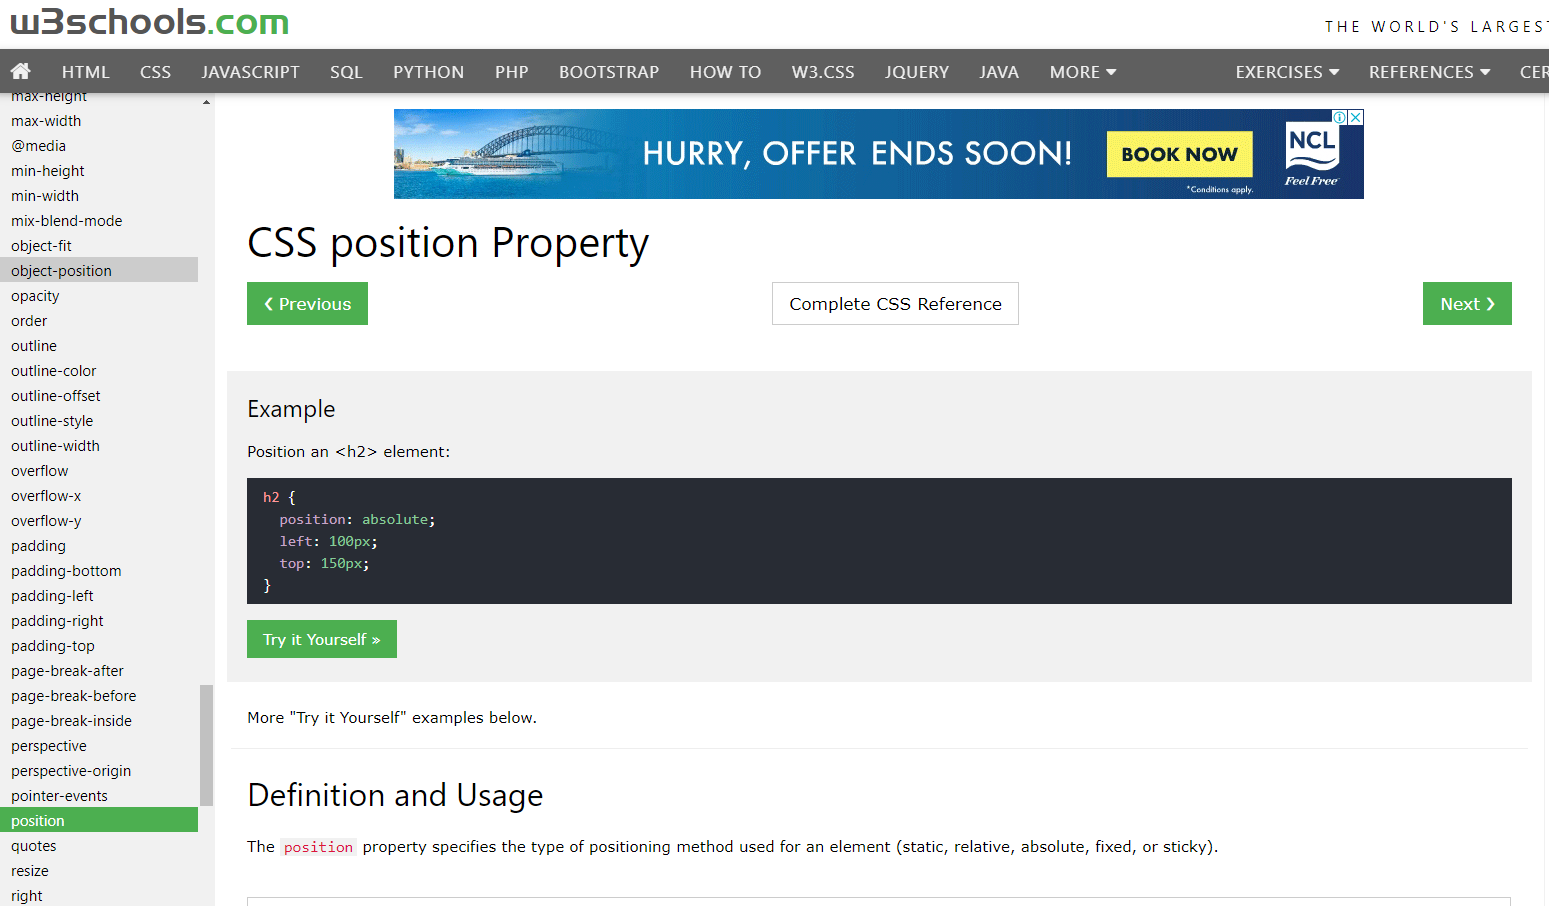 w3schools.com
THE WORLD'S LARGEST
HTML CSS JAVASCRIPT SQL PYTHON PHP BOOTSTRAP HOW TO W3.CSS JQUERY JAVA MORE EXERCISES REFERENCES CER
max-height
max-width
@media
min-height
min-width
mix-blend-mode
object-fit
object-position
opacity
order
outline
outline-color
outline-offset
outline-style
outline-width
overflow
overflow-x
overflow-y
padding
padding-bottom
padding-left
padding-right
padding-top
page-break-after
page-break-before
page-break-inside
perspective
perspective-origin
pointer-events
position
quotes
resize
right
HURRY, OFFER ENDS SOON!
BOOK NOW
*Conditions apply.
NCL
Feel Free
CSS position Property
❮ Previous
Complete CSS Reference
Next ❯
Example
Position an <h2> element:
h2 {
position: absolute;
left: 100px;
top: 150px;
}
Try it Yourself »
More "Try it Yourself" examples below.
Definition and Usage
The position property specifies the type of positioning method used for an element (static, relative, absolute, fixed, or sticky).